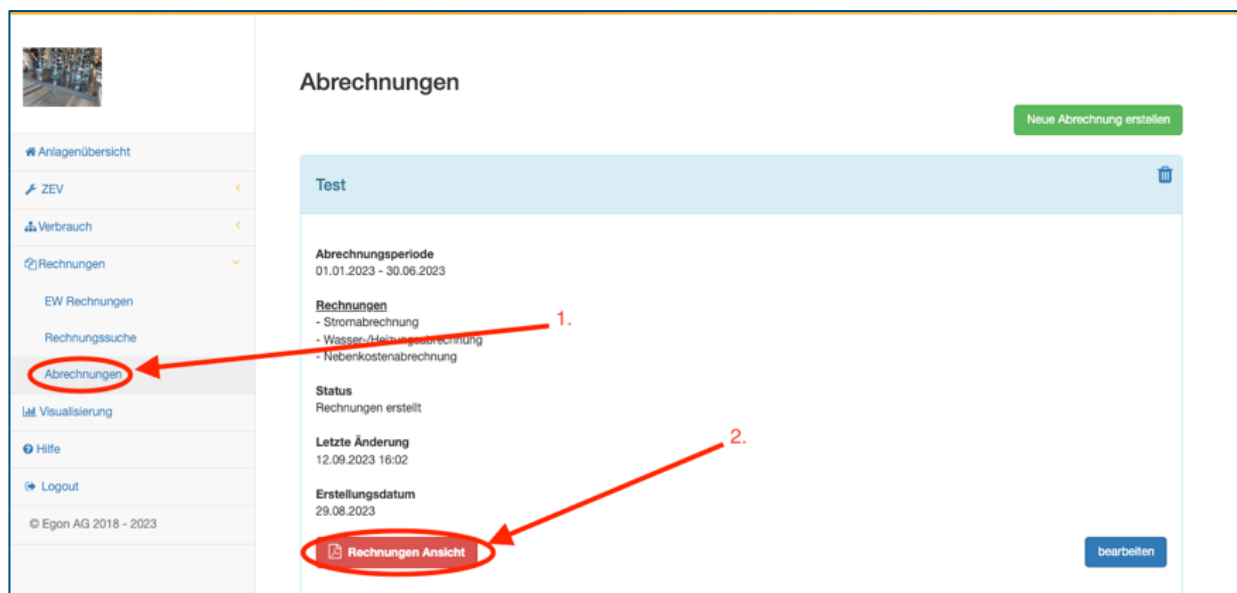 Abrechnungen
Neue Abrechnung erstellen
Anlagenübersicht
ZEV
Verbrauch
Rechnungen
EW Rechnungen
Rechnungssuche
Abrechnungen
Visualisierung
Hilfe
Logout
© Egon AG 2018 - 2023
Test
Abrechnungsperiode
01.01.2023 - 30.06.2023
Rechnungen
- Stromabrechnung
- Wasser-/Heizungsabrechnung
- Nebenkostenabrechnung
1.
Status
Rechnungen erstellt
Letzte Änderung
12.09.2023 16:02
2.
Erstellungsdatum
29.08.2023
Rechnungen Ansicht
bearbeiten